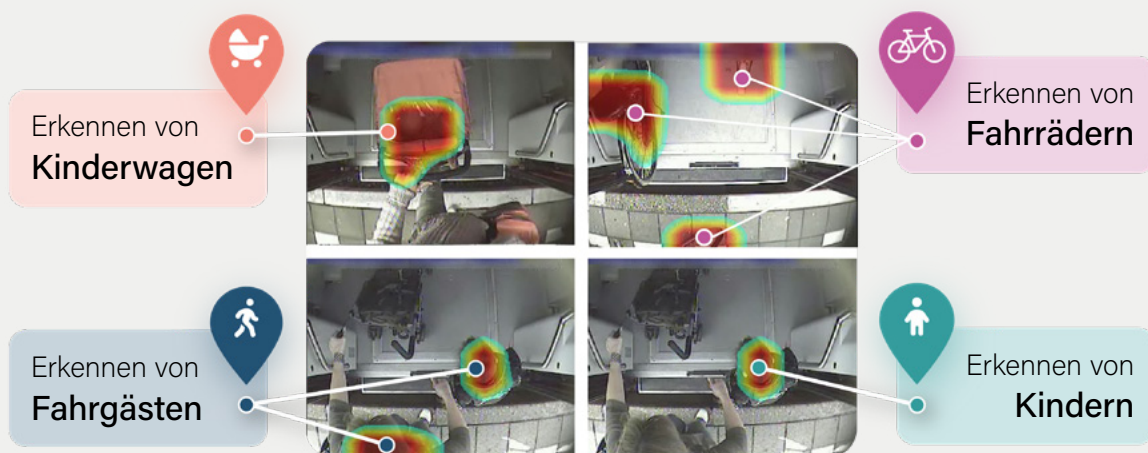 Erkennen von
Kinderwagen
Erkennen von
Fahrrädern
Erkennen von
Fahrgästen
Erkennen von
Kindern